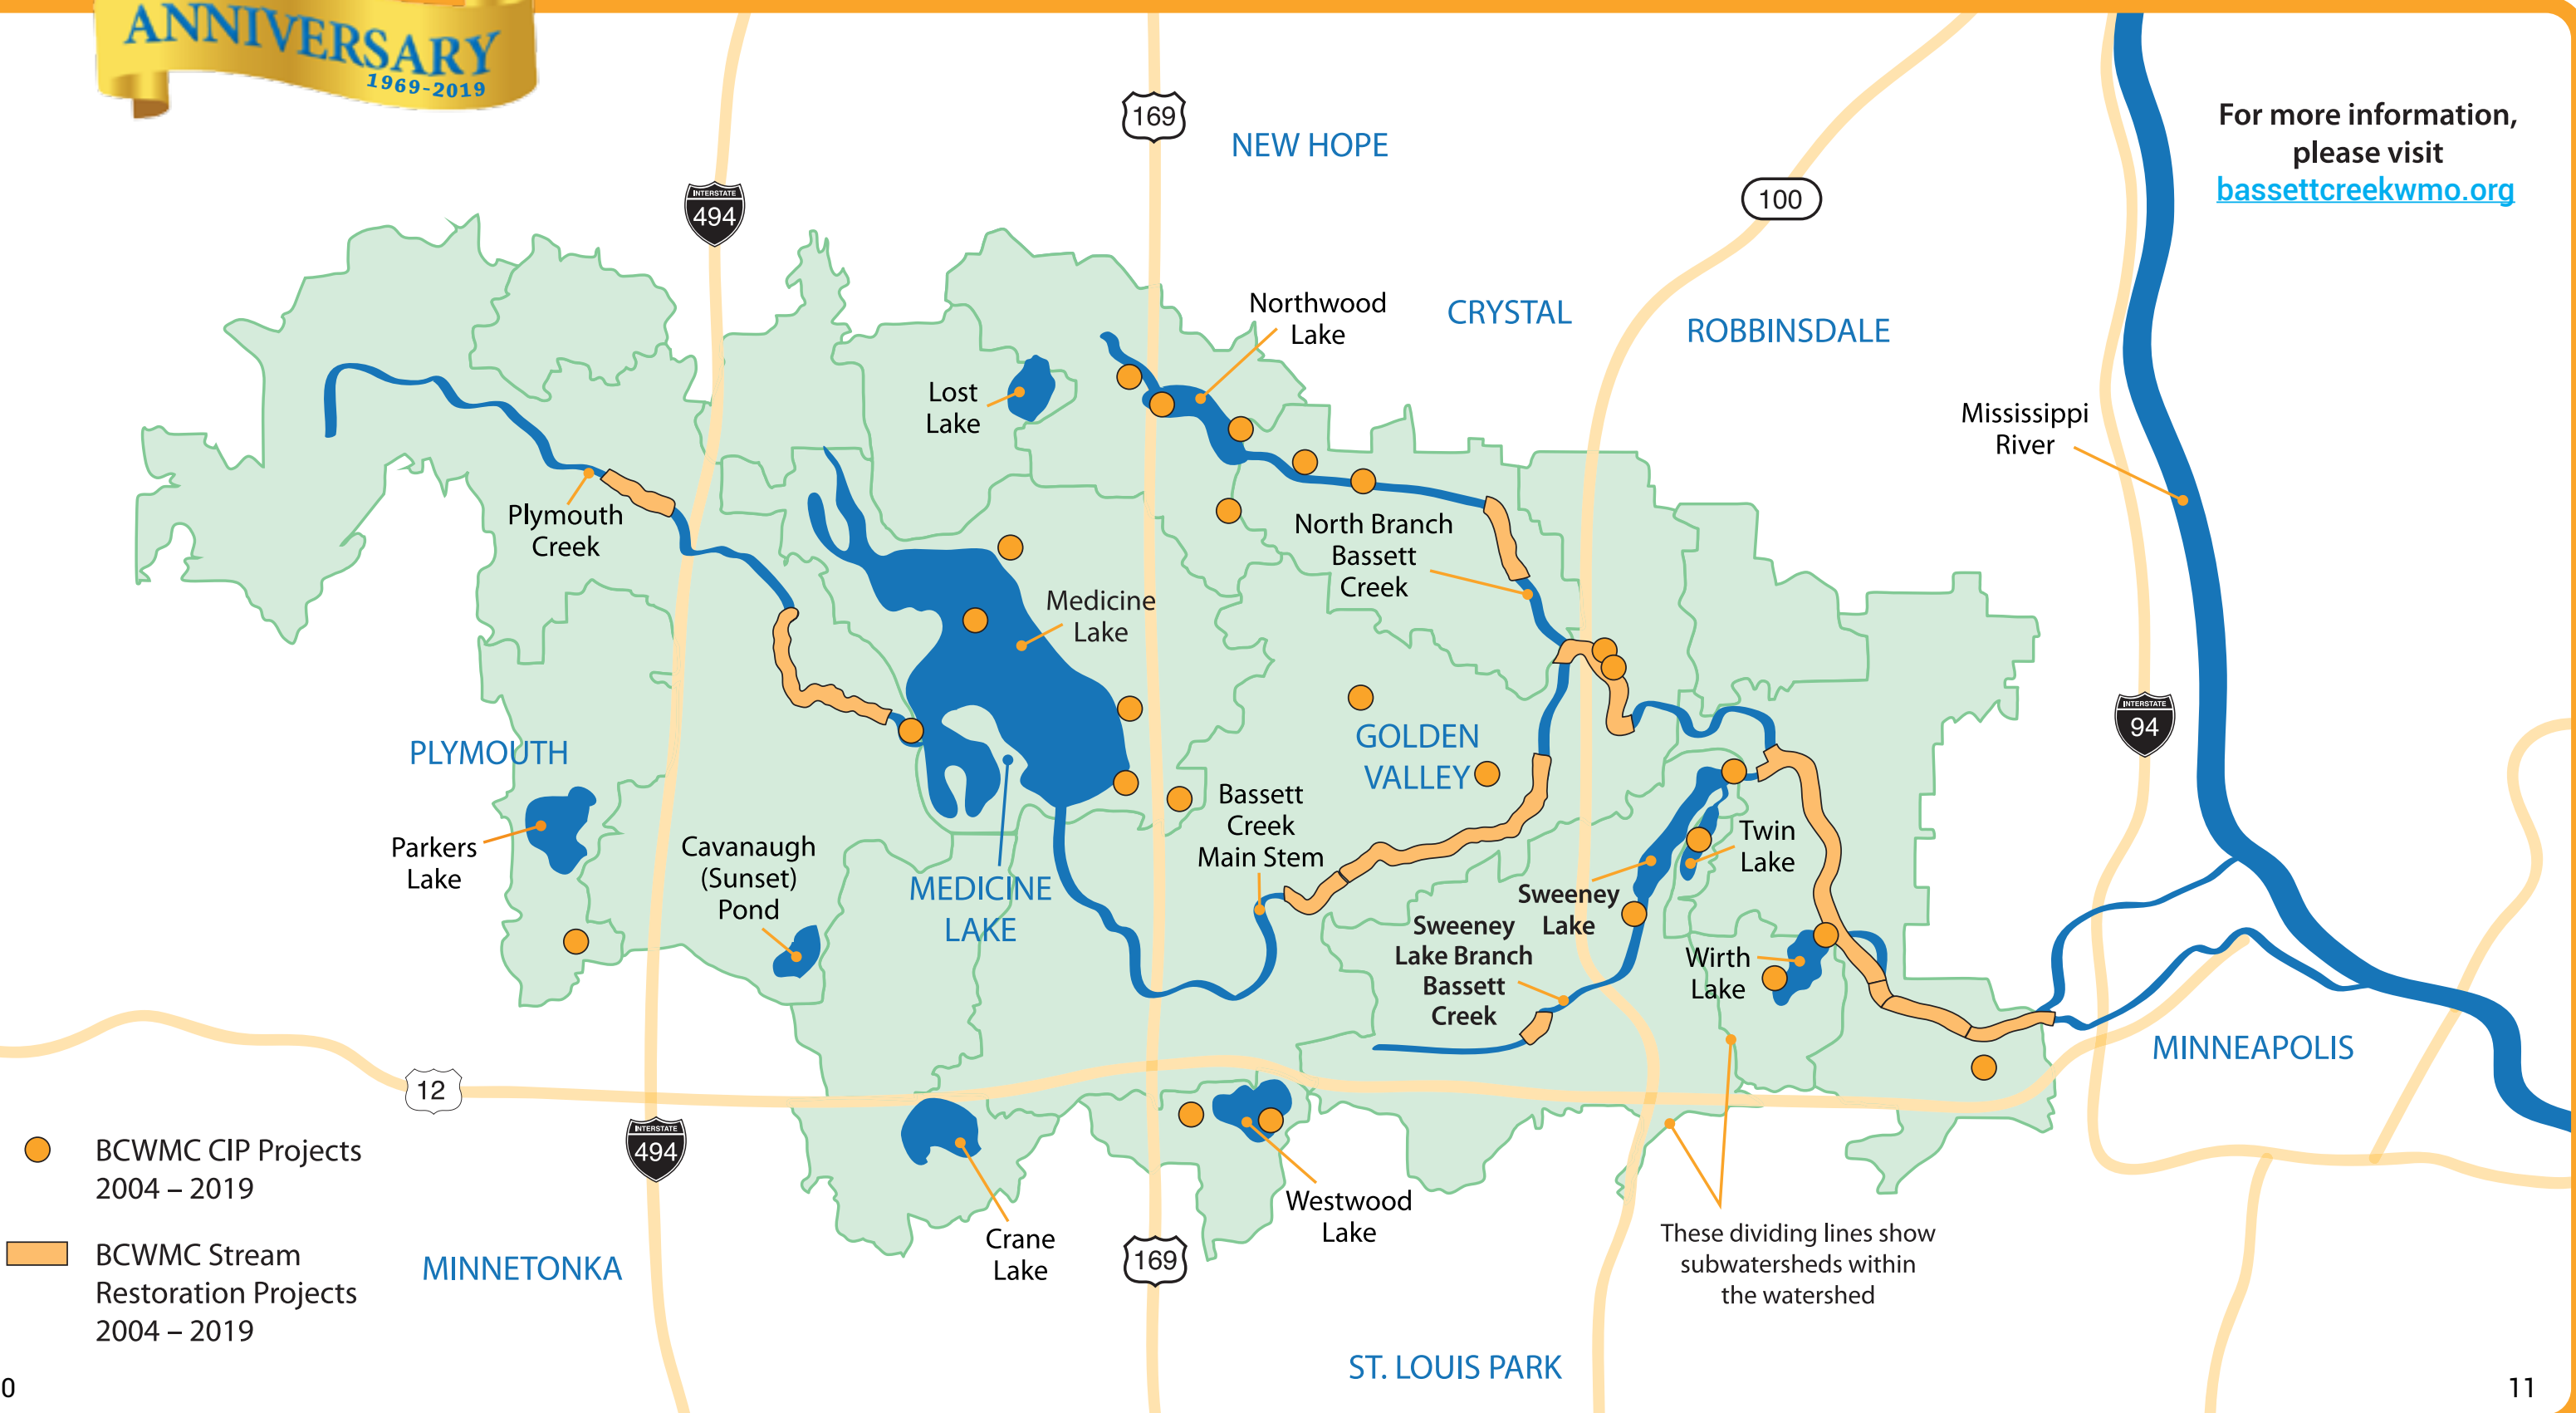 ANNIVERSARY
1969-2019
For more information,
please visit
bassettcreekwmo.org
169
NEW HOPE
INTERSTATE
494
100
Northwood
Lake
CRYSTAL
ROBBINSDALE
Lost
Lake
Mississippi
River
Plymouth
Creek
North Branch
Bassett
Creek
Medicine
Lake
INTERSTATE
94
PLYMOUTH
GOLDEN
VALLEY
Bassett
Creek
Main Stem
Parkers
Lake
Cavanaugh
(Sunset)
Pond
MEDICINE
LAKE
Twin
Lake
Sweeney
Lake
Sweeney
Lake Branch
Bassett
Creek
Wirth
Lake
MINNEAPOLIS
12
INTERSTATE
494
BCWMC CIP Projects
2004 – 2019
BCWMC Stream
Restoration Projects
2004 – 2019
MINNETONKA
Crane
Lake
169
Westwood
Lake
These dividing lines show
subwatersheds within
the watershed
ST. LOUIS PARK
0
11